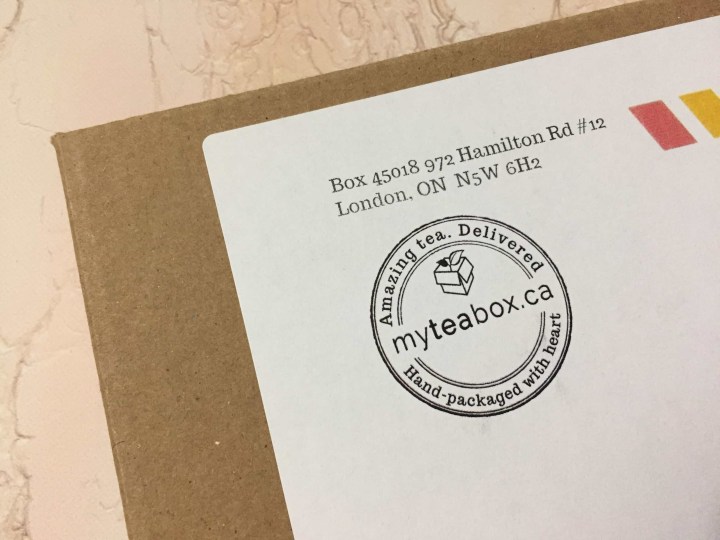 Box 45018 972 Hamilton Rd #12
London, ON N5W 6H2
Amazing tea. Delivered
myteabox.ca
Hand-packaged with heart